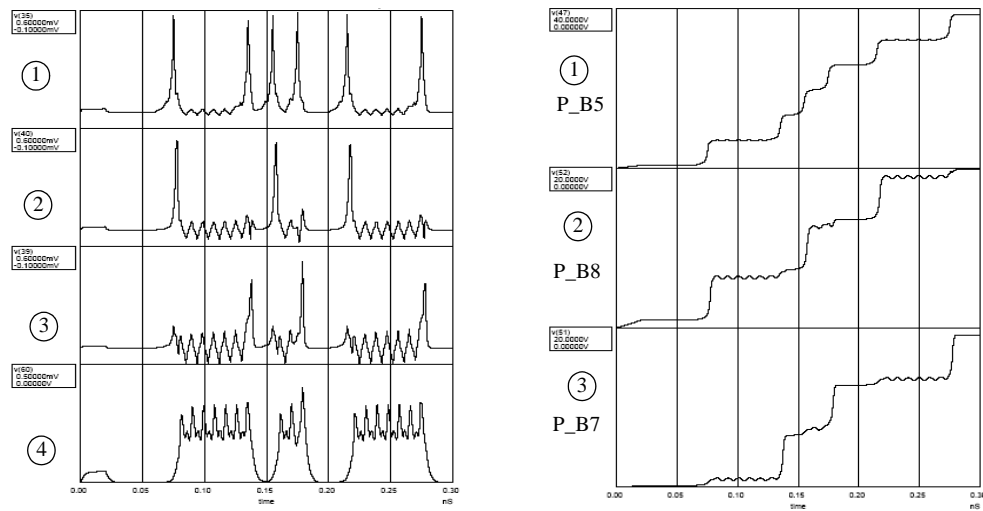 v(35)
0.60000mV
-0.10000mV
1
v(40)
0.60000mV
-0.10000mV
2
v(39)
0.60000mV
-0.10000mV
3
v(60)
0.50000mV
0.00000V
4
0.00
0.05
0.10
0.15
0.20
0.25
0.30
time
nS
v(47)
40.0000V
0.00000V
1
P_B5
v(52)
20.0000V
0.00000V
2
P_B8
v(51)
20.0000V
0.00000V
3
P_B7
0.00
0.05
0.10
0.15
0.20
0.25
0.30
time
nS